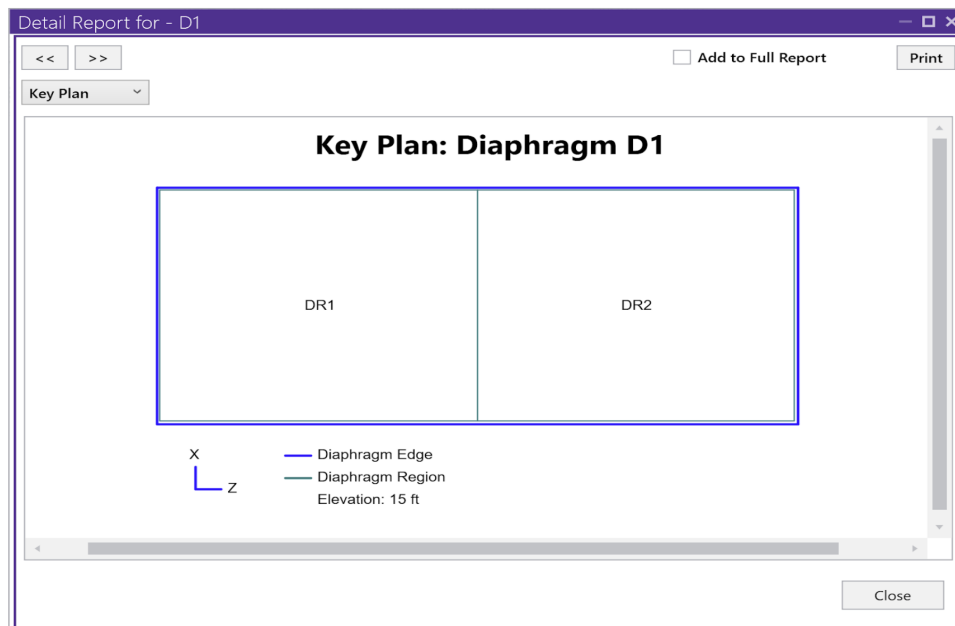 Detail Report for - D1
<< >> Add to Full Report Print
Key Plan
Key Plan: Diaphragm D1
DR1 DR2
X
Z
Diaphragm Edge
Diaphragm Region
Elevation: 15 ft
Close